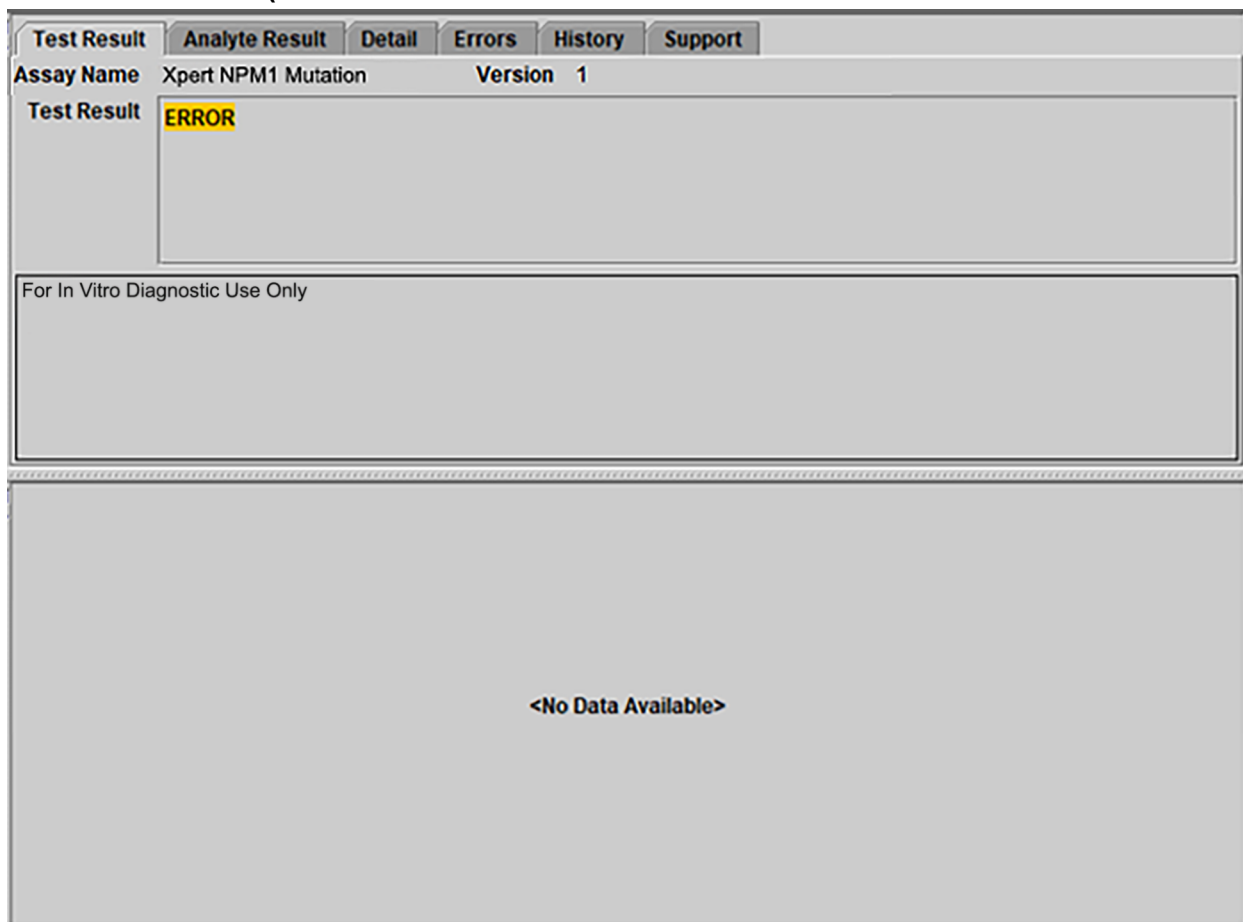 Test Result Analyte Result Detail Errors History Support
Assay Name Xpert NPM1 Mutation Version 1
Test Result ERROR
For In Vitro Diagnostic Use Only
<No Data Available>